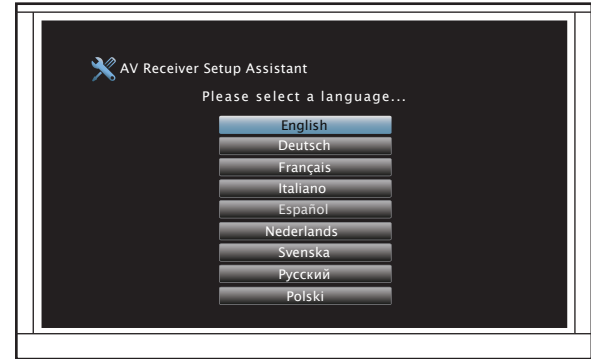 AV Receiver Setup Assistant
Please select a language...
English
Deutsch
Français
Italiano
Español
Nederlands
Svenska
Русский
Polski